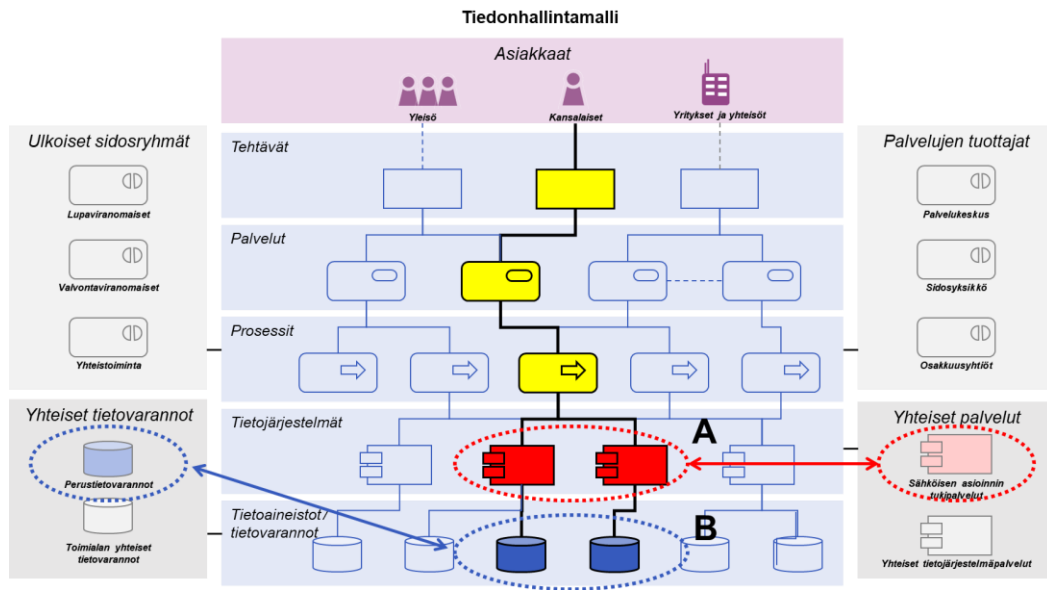 Tiedonhallintamalli
Asiakkaat
Yleisö
Kansalaiset
Yritykset ja yhteisöt
Ulkoiset sidosryhmät
Lupaviranomaiset
Valvontaviranomaiset
Yhteistoiminta
Tehtävät
Palvelut
Prosessit
Palvelujen tuottajat
Palvelukeskus
Sidosyksikkö
Osakkuusyhtiöt
Yhteiset tietovarannot
Perustietovarannot
Toimialan yhteiset
tietovarannot
Tietojärjestelmät
A
Tietoaineistot/
tietovarannot
B
Yhteiset palvelut
Sähköisen asioinnin
tukipalvelut
Yhteiset tietojärjestelmäpalvelut